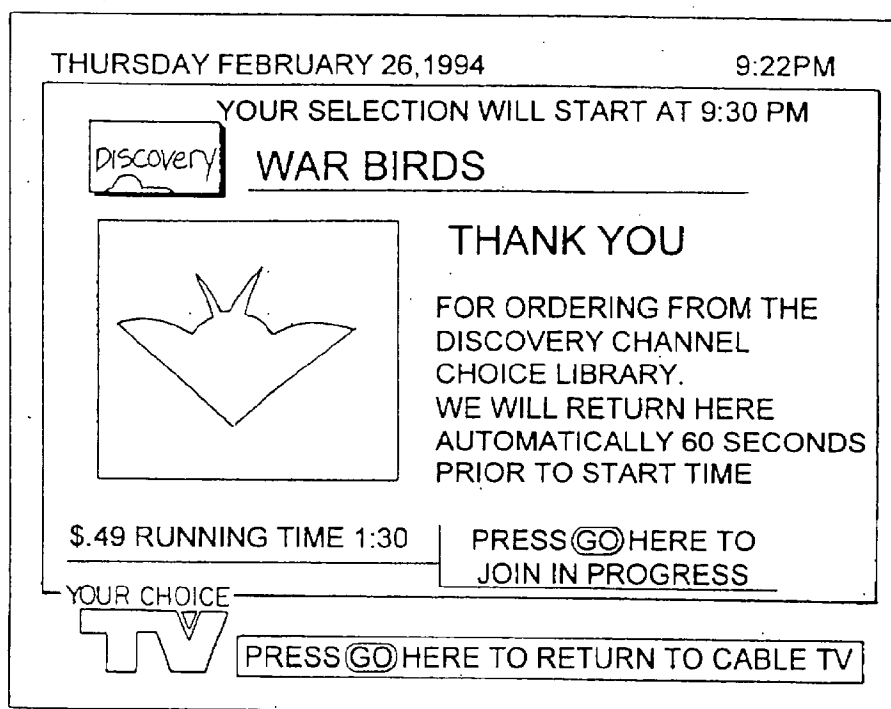 THURSDAY FEBRUARY 26,1994 9:22PM
YOUR SELECTION WILL START AT 9:30 PM
Discovery WAR BIRDS
THANK YOU
FOR ORDERING FROM THE
DISCOVERY CHANNEL
CHOICE LIBRARY.
WE WILL RETURN HERE
AUTOMATICALLY 60 SECONDS
PRIOR TO START TIME
$.49 RUNNING TIME 1:30
PRESS GO HERE TO
JOIN IN PROGRESS
YOUR CHOICE
TV
PRESS GO HERE TO RETURN TO CABLE TV